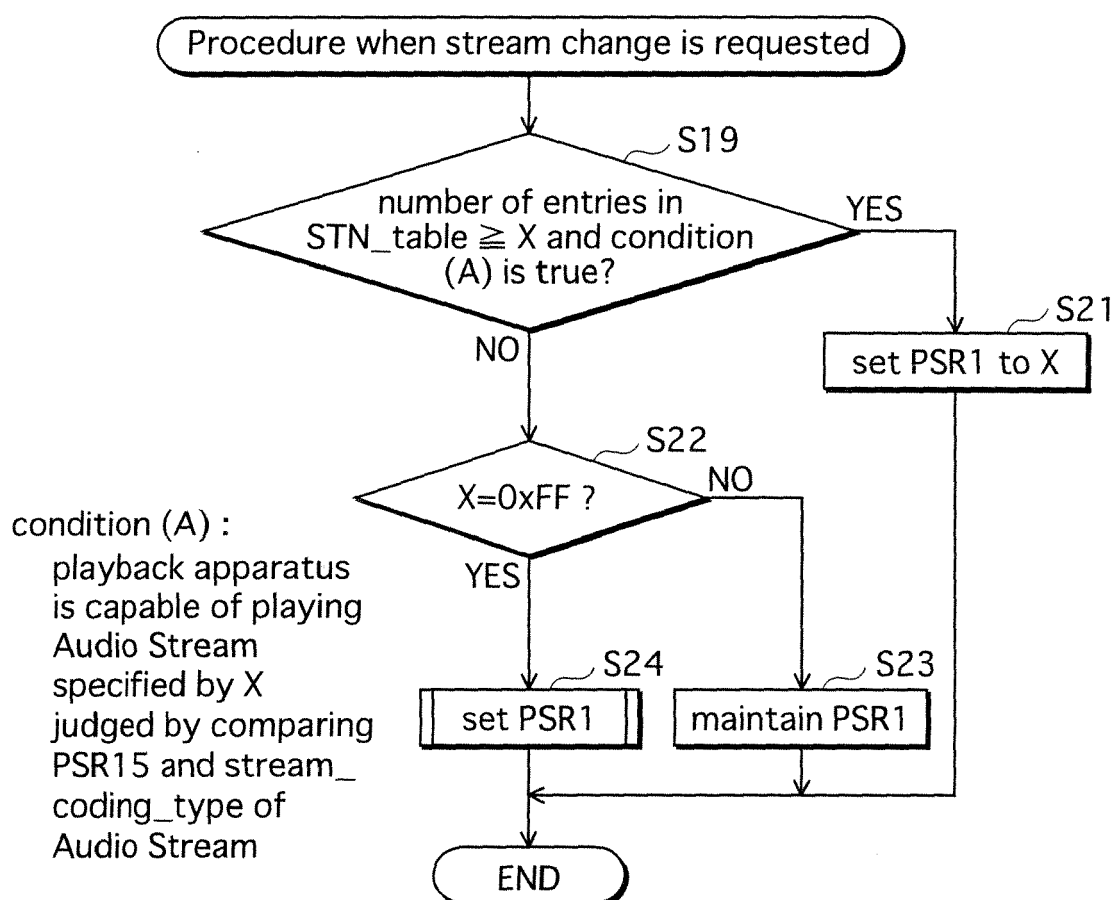 Procedure when stream change is requested
S19
number of entries in
STN_table ≧ X and condition
(A) is true?
YES
NO
S21
set PSR1 to X
S22
X=0xFF ?
NO
YES
condition (A) :
playback apparatus
is capable of playing
Audio Stream
specified by X
judged by comparing
PSR15 and stream_
coding_type of
Audio Stream
S24
set PSR1
S23
maintain PSR1
END